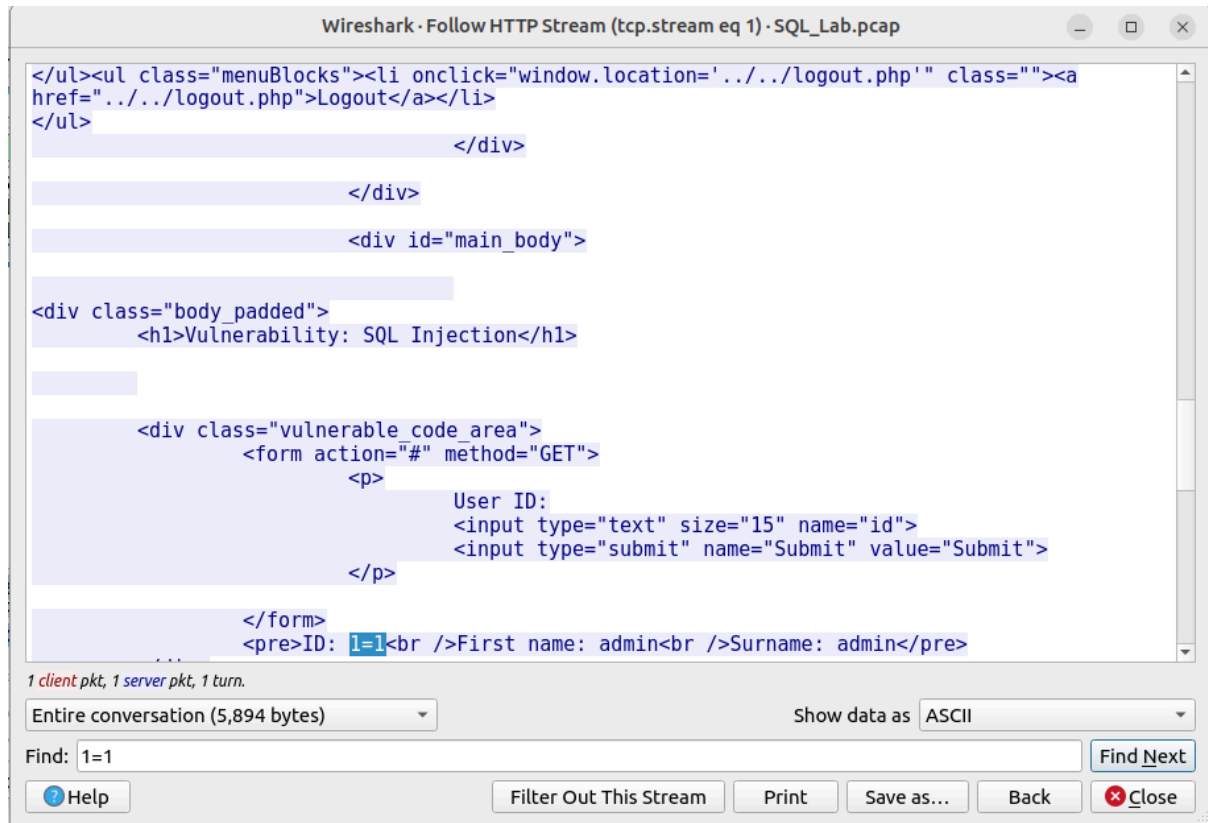 Wireshark · Follow HTTP Stream (tcp.stream eq 1) · SQL_Lab.pcap
</ul><ul class="menuBlocks"><li onclick="window.location='../../logout.php'" class=""><a
href="../../logout.php">Logout</a></li>
</ul>
</div>
</div>
<div id="main_body">
<div class="body_padded">
<h1>Vulnerability: SQL Injection</h1>
<div class="vulnerable_code_area">
<form action="#" method="GET">
<p>
User ID:
<input type="text" size="15" name="id">
<input type="submit" name="Submit" value="Submit">
</p>
</form>
<pre>ID: 1=1<br />First name: admin<br />Surname: admin</pre>
1 client pkt, 1 server pkt, 1 turn.
Entire conversation (5,894 bytes) Show data as ASCII
Find: 1=1 Find Next
Help Filter Out This Stream Print Save as... Back Close